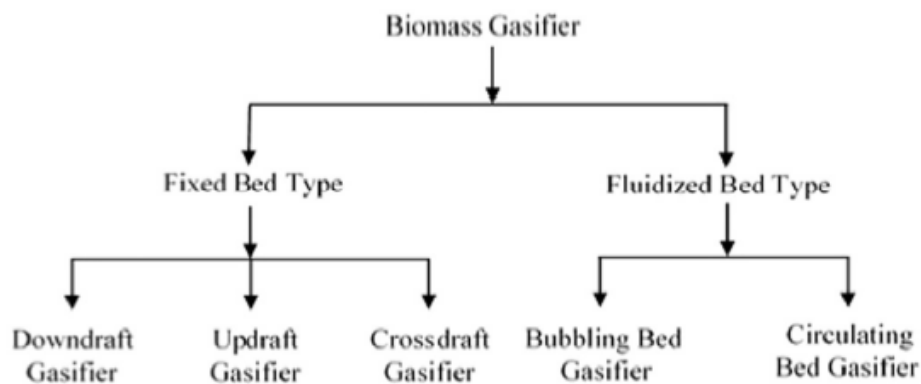 Biomass Gasifier
Fixed Bed Type
Fluidized Bed Type
Downdraft
Gasifier
Updraft
Gasifier
Crossdraft
Gasifier
Bubbling Bed
Gasifier
Circulating
Bed Gasifier